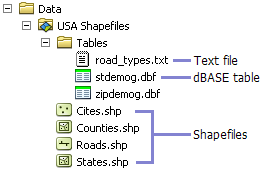 Data
USA Shapefiles
Tables
road_types.txt Text file
stdemog.dbf dBASE table
zipdemog.dbf
Cites.shp
Counties.shp Shapefiles
Roads.shp
States.shp